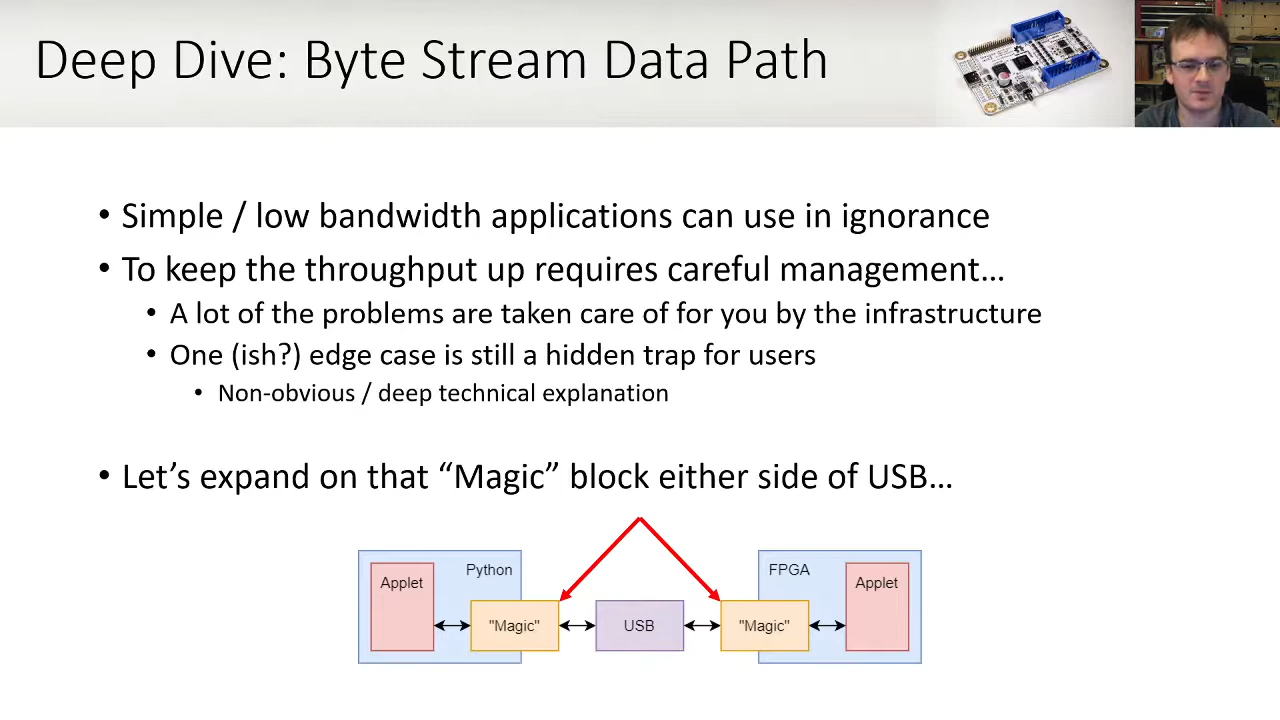 Deep Dive: Byte Stream Data Path
• Simple / low bandwidth applications can use in ignorance
• To keep the throughput up requires careful management…
• A lot of the problems are taken care of for you by the infrastructure
• One (ish?) edge case is still a hidden trap for users
• Non-obvious / deep technical explanation
• Let’s expand on that “Magic” block either side of USB…
Applet
Python
"Magic"
USB
"Magic"
FPGA
Applet